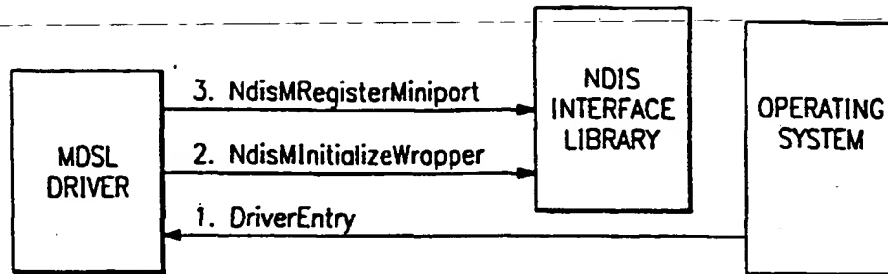 MDSL
DRIVER
3. NdisMRegisterMiniport
2. NdisMInitializeWrapper
1. DriverEntry
NDIS
INTERFACE
LIBRARY
OPERATING
SYSTEM